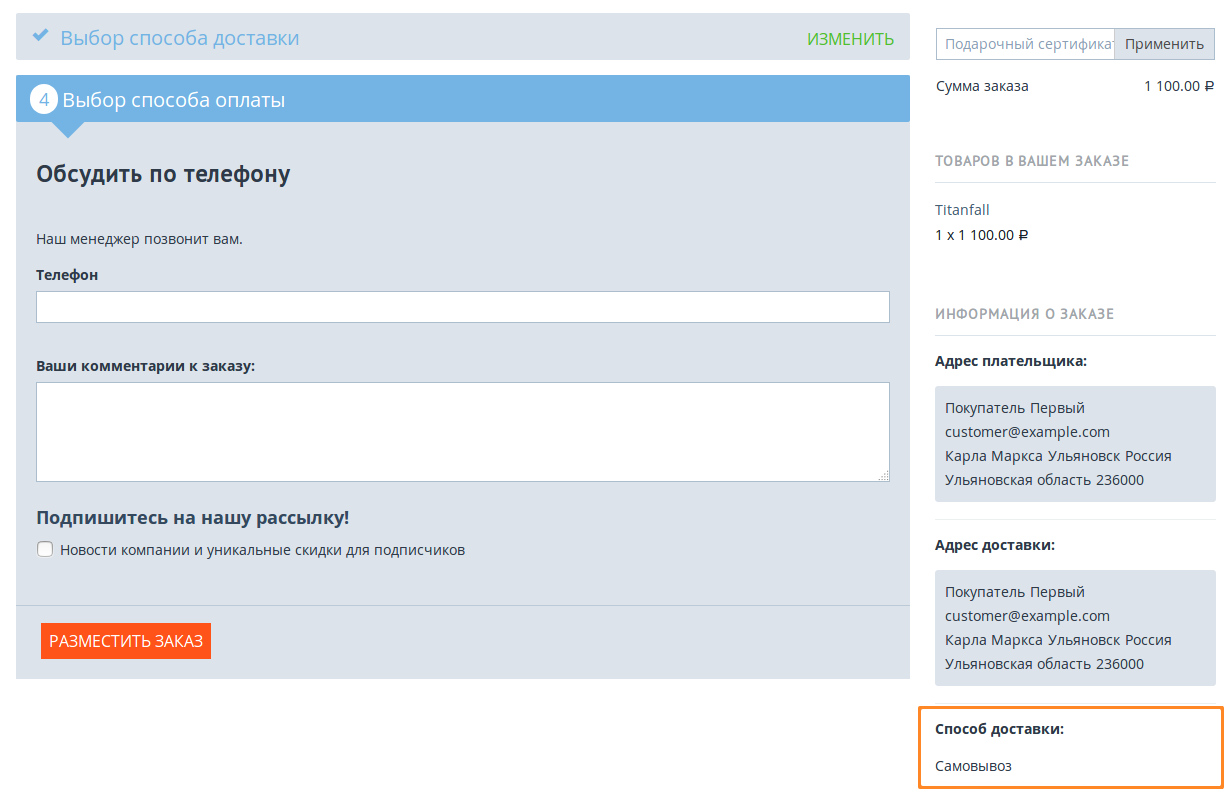 Выбор способа доставки
ИЗМЕНИТЬ
4 Выбор способа оплаты
Обсудить по телефону
Наш менеджер позвонит вам.
Телефон
Ваши комментарии к заказу:
Подпишитесь на нашу рассылку!
Новости компании и уникальные скидки для подписчиков
РАЗМЕСТИТЬ ЗАКАЗ
Подарочный сертификат
Применить
Сумма заказа 1 100.00 ₽
ТОВАРОВ В ВАШЕМ ЗАКАЗЕ
Titanfall
1 x 1 100.00 ₽
ИНФОРМАЦИЯ О ЗАКАЗЕ
Адрес плательщика:
Покупатель Первый
customer@example.com
Карла Маркса Ульяновск Россия
Ульяновская область 236000
Адрес доставки:
Покупатель Первый
customer@example.com
Карла Маркса Ульяновск Россия
Ульяновская область 236000
Способ доставки:
Самовывоз